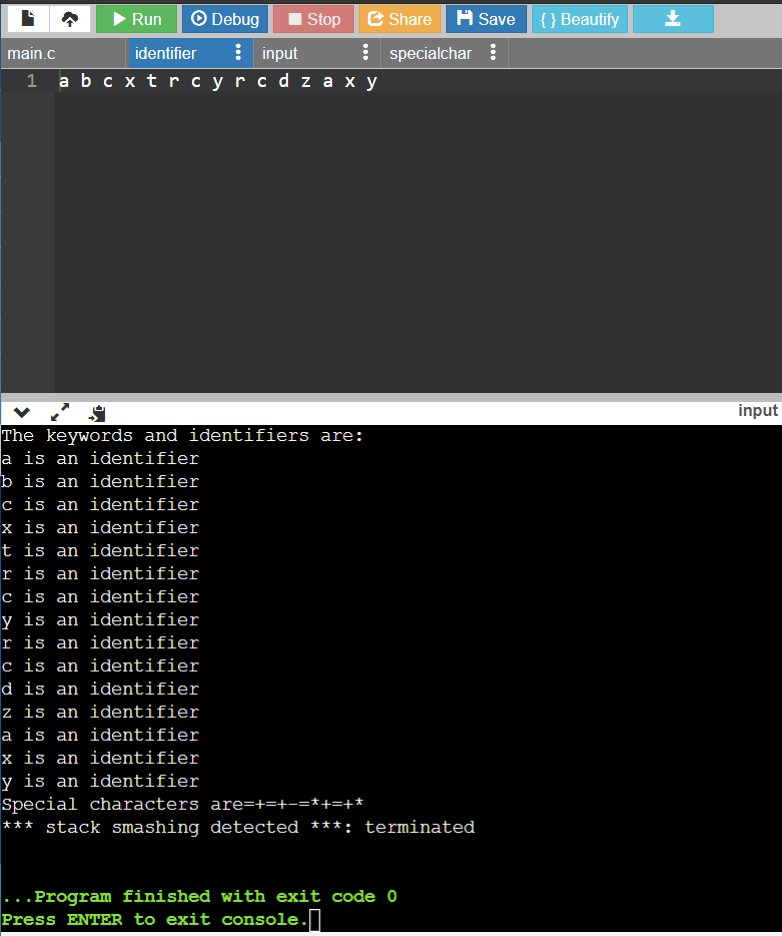 Run Debug Stop Share Save { } Beautify
main.c identifier input specialchar
1 a b c x t r c y r c d z a x y
input
The keywords and identifiers are:
a is an identifier
b is an identifier
c is an identifier
x is an identifier
t is an identifier
r is an identifier
c is an identifier
y is an identifier
r is an identifier
c is an identifier
d is an identifier
z is an identifier
a is an identifier
x is an identifier
y is an identifier
Special characters are=+=+-=*+=+*
*** stack smashing detected ***: terminated
...Program finished with exit code 0
Press ENTER to exit console.